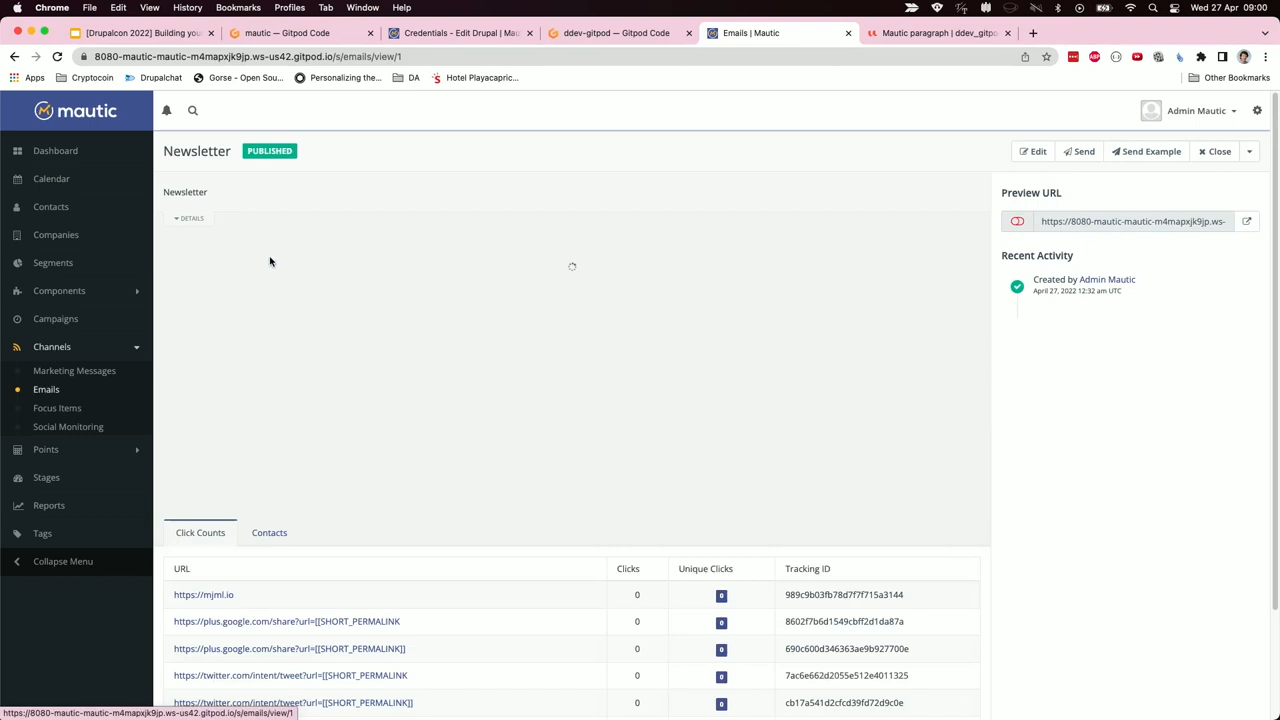 Chrome File Edit View History Bookmarks Profiles Tab Window Help Wed 27 Apr 09:00
[Drupalcon 2022] Building your mautic — Gitpod Code Credentials - Edit Drupal | Mau ddev-gitpod — Gitpod Code Emails | Mautic Mautic paragraph | ddev_gitpo
8080-mautic-mautic-m4mapxjk9jp.ws-us42.gitpod.io/s/emails/view/1
Apps Cryptocoin Drupalchat Gorse - Open Sou... Personalizing the... DA Hotel Playacapric... Other Bookmarks
mautic
Admin Mautic
Newsletter PUBLISHED
Edit Send Send Example Close
Dashboard
Calendar
Contacts
Companies
Segments
Components
Campaigns
Channels
Marketing Messages
Emails
Focus Items
Social Monitoring
Points
Stages
Reports
Tags
Collapse Menu
Newsletter
DETAILS
Preview URL
https://8080-mautic-mautic-m4mapxjk9jp.ws-
Recent Activity
Created by Admin Mautic
April 27, 2022 12:32 am UTC
Click Counts Contacts
URL Clicks Unique Clicks Tracking ID
https://mjml.io 0 0 989c9b03fb78d7f7f715a3144
https://plus.google.com/share?url=[[SHORT_PERMALINK 0 0 8602f7b6d1549cbff2d1da87a
https://plus.google.com/share?url=[[SHORT_PERMALINK]] 0 0 690c600d346363ae9b927700e
https://twitter.com/intent/tweet?url=[[SHORT_PERMALINK 0 0 7ac6e662d2055e512e4011325
https://twitter.com/intent/tweet?url=[[SHORT_PERMALINK]] 0 0 cb17a541d2cfcd39fd72d9c0e
https://8080-mautic-mautic-m4mapxjk9jp.ws-us42.gitpod.io/s/emails/view/1